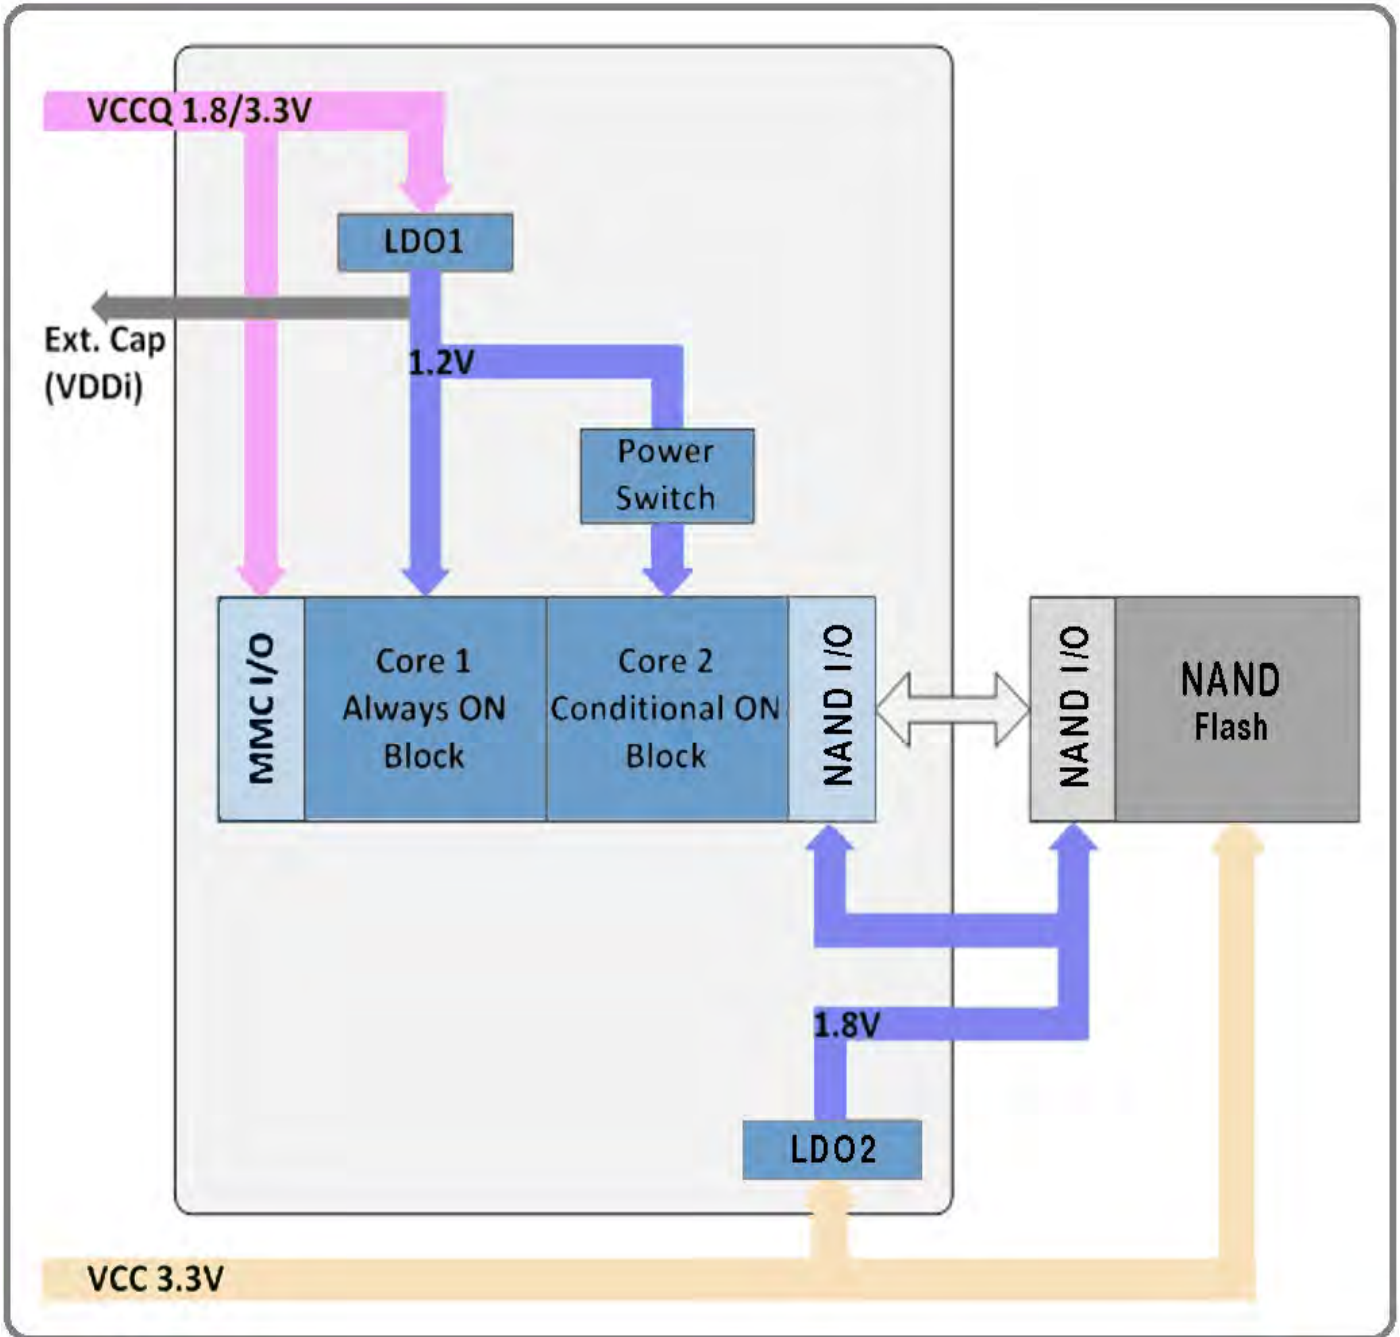 VCCQ 1.8/3.3V
LDO1
Ext. Cap
(VDDi)
1.2V
Power
Switch
MMC I/O
Core 1
Always ON
Block
Core 2
Conditional ON
Block
NAND I/O
NAND I/O
NAND
Flash
1.8V
LDO2
VCC 3.3V